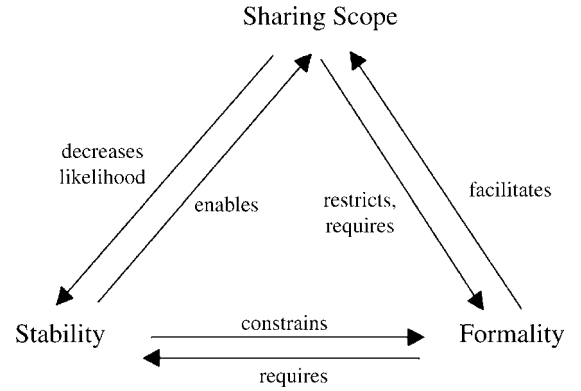 Sharing Scope
decreases
likelihood
enables
restricts,
requires
facilitates
Stability
constrains
Formality
requires